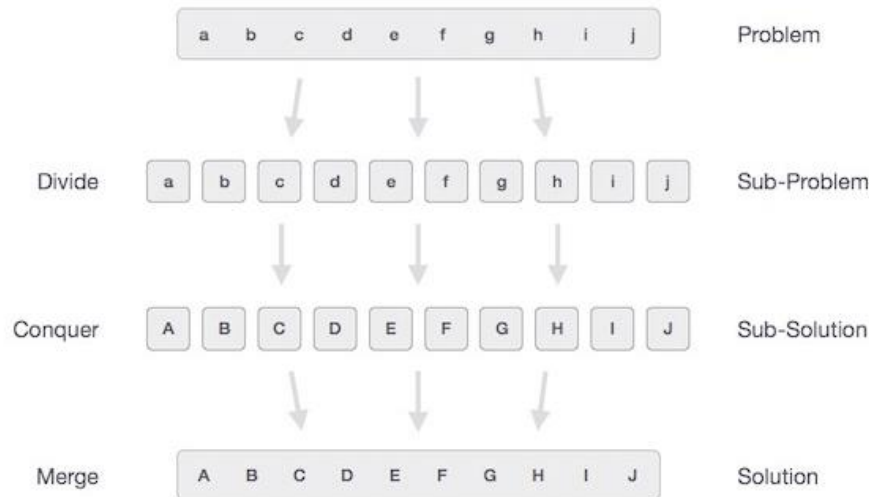 a b c d e f g h i j Problem
Divide a b c d e f g h i j Sub-Problem
Conquer A B C D E F G H I J Sub-Solution
Merge A B C D E F G H I J Solution